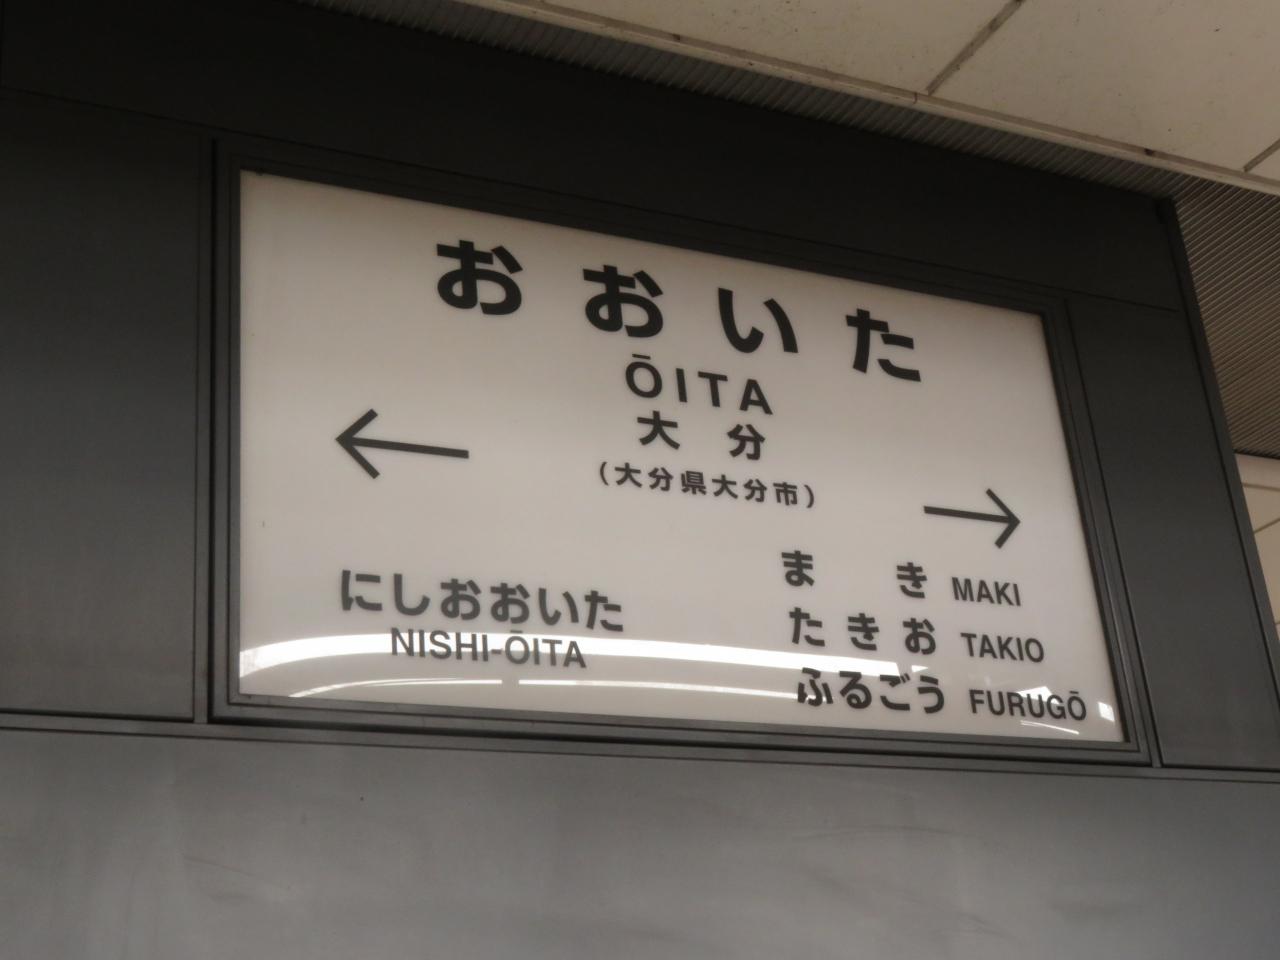 おおいた
ŌITA
大分
(大分県大分市)
← →
にしおおいた
NISHI-ŌITA
まき MAKI
たきお TAKIO
ふるごう FURUGŌ